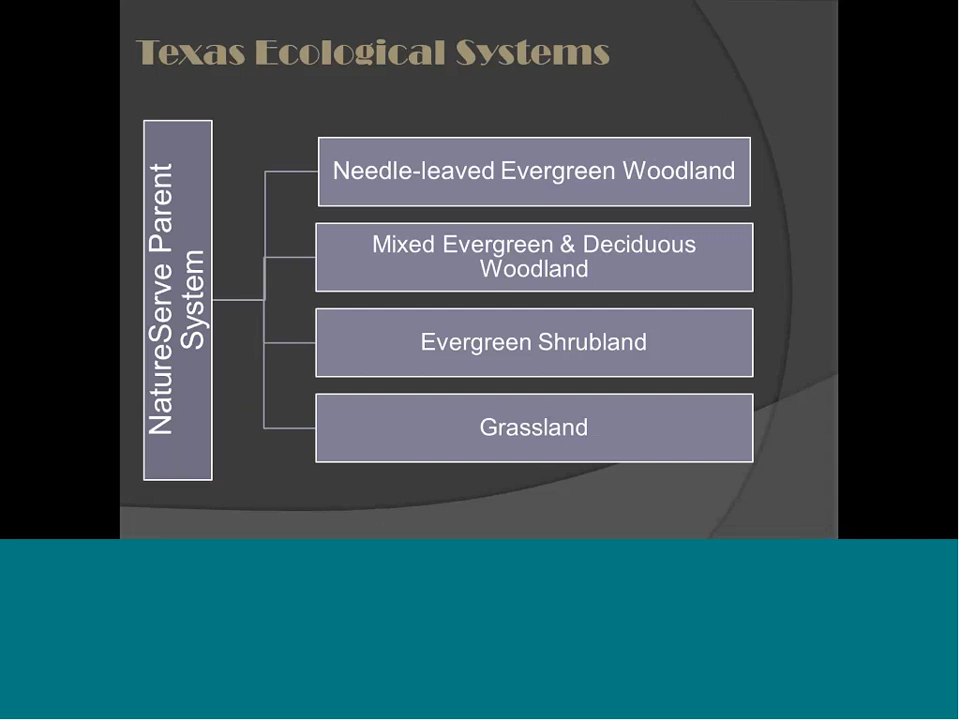 Texas Ecological Systems
NatureServe Parent
System
Needle-leaved Evergreen Woodland
Mixed Evergreen & Deciduous
Woodland
Evergreen Shrubland
Grassland